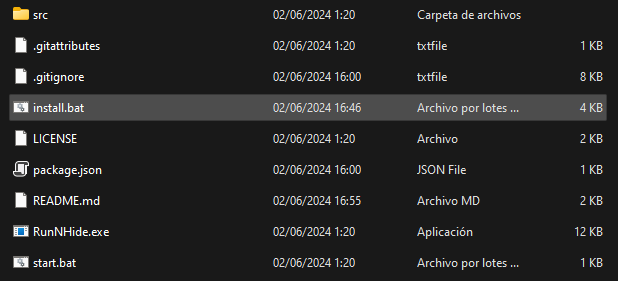 src 02/06/2024 1:20 Carpeta de archivos
.gitattributes 02/06/2024 1:20 txtfile 1 KB
.gitignore 02/06/2024 16:00 txtfile 8 KB
install.bat 02/06/2024 16:46 Archivo por lotes ... 4 KB
LICENSE 02/06/2024 1:20 Archivo 2 KB
package.json 02/06/2024 16:00 JSON File 1 KB
README.md 02/06/2024 16:55 Archivo MD 2 KB
RunNHide.exe 02/06/2024 1:20 Aplicación 12 KB
start.bat 02/06/2024 1:20 Archivo por lotes ... 1 KB